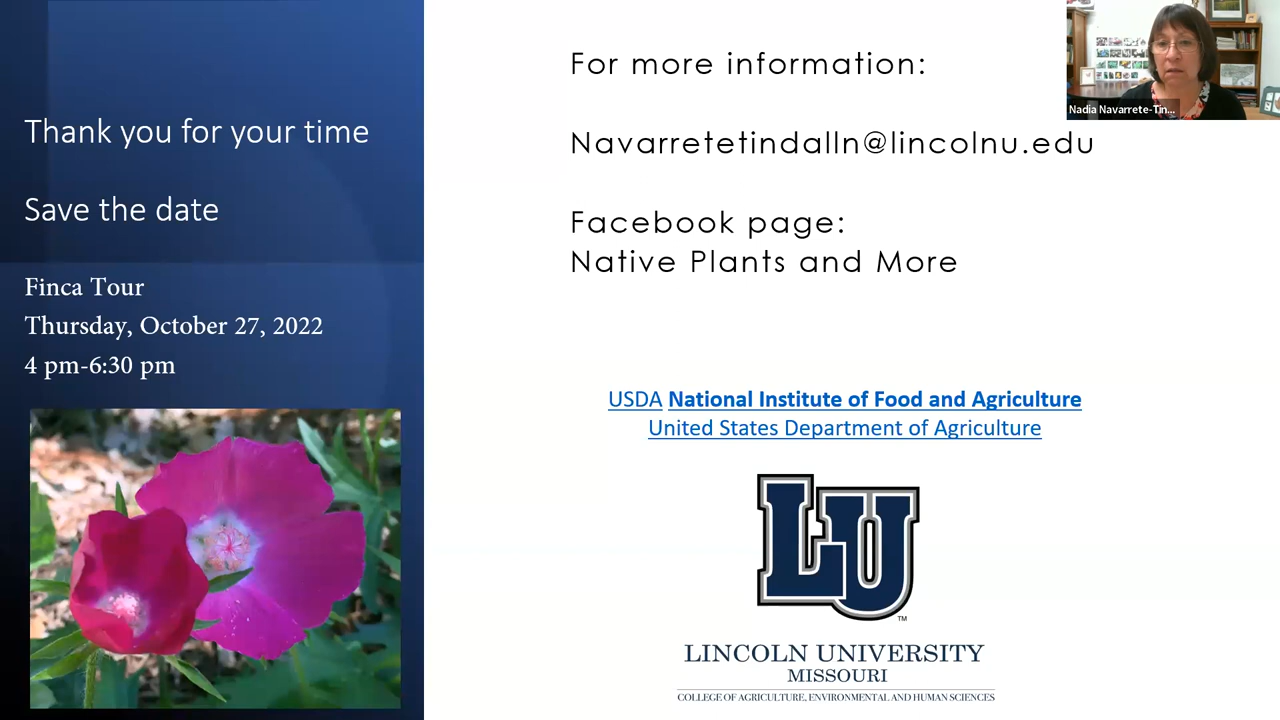 Thank you for your time
Save the date
Finca Tour
Thursday, October 27, 2022
4 pm-6:30 pm
For more information:
Navarretetindalln@lincolnu.edu
Facebook page:
Native Plants and More
USDA National Institute of Food and Agriculture
United States Department of Agriculture
LU
TM
LINCOLN UNIVERSITY
MISSOURI
COLLEGE OF AGRICULTURE, ENVIRONMENTAL AND HUMAN SCIENCES
Nadia Navarrete-Tin...